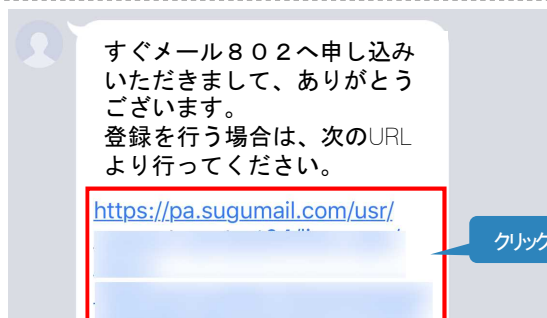 すぐメール８０２へ申し込み
いただきまして、ありがとう
ございます。
登録を行う場合は、次のURL
より行ってください。
https://pa.sugumail.com/usr/
クリック